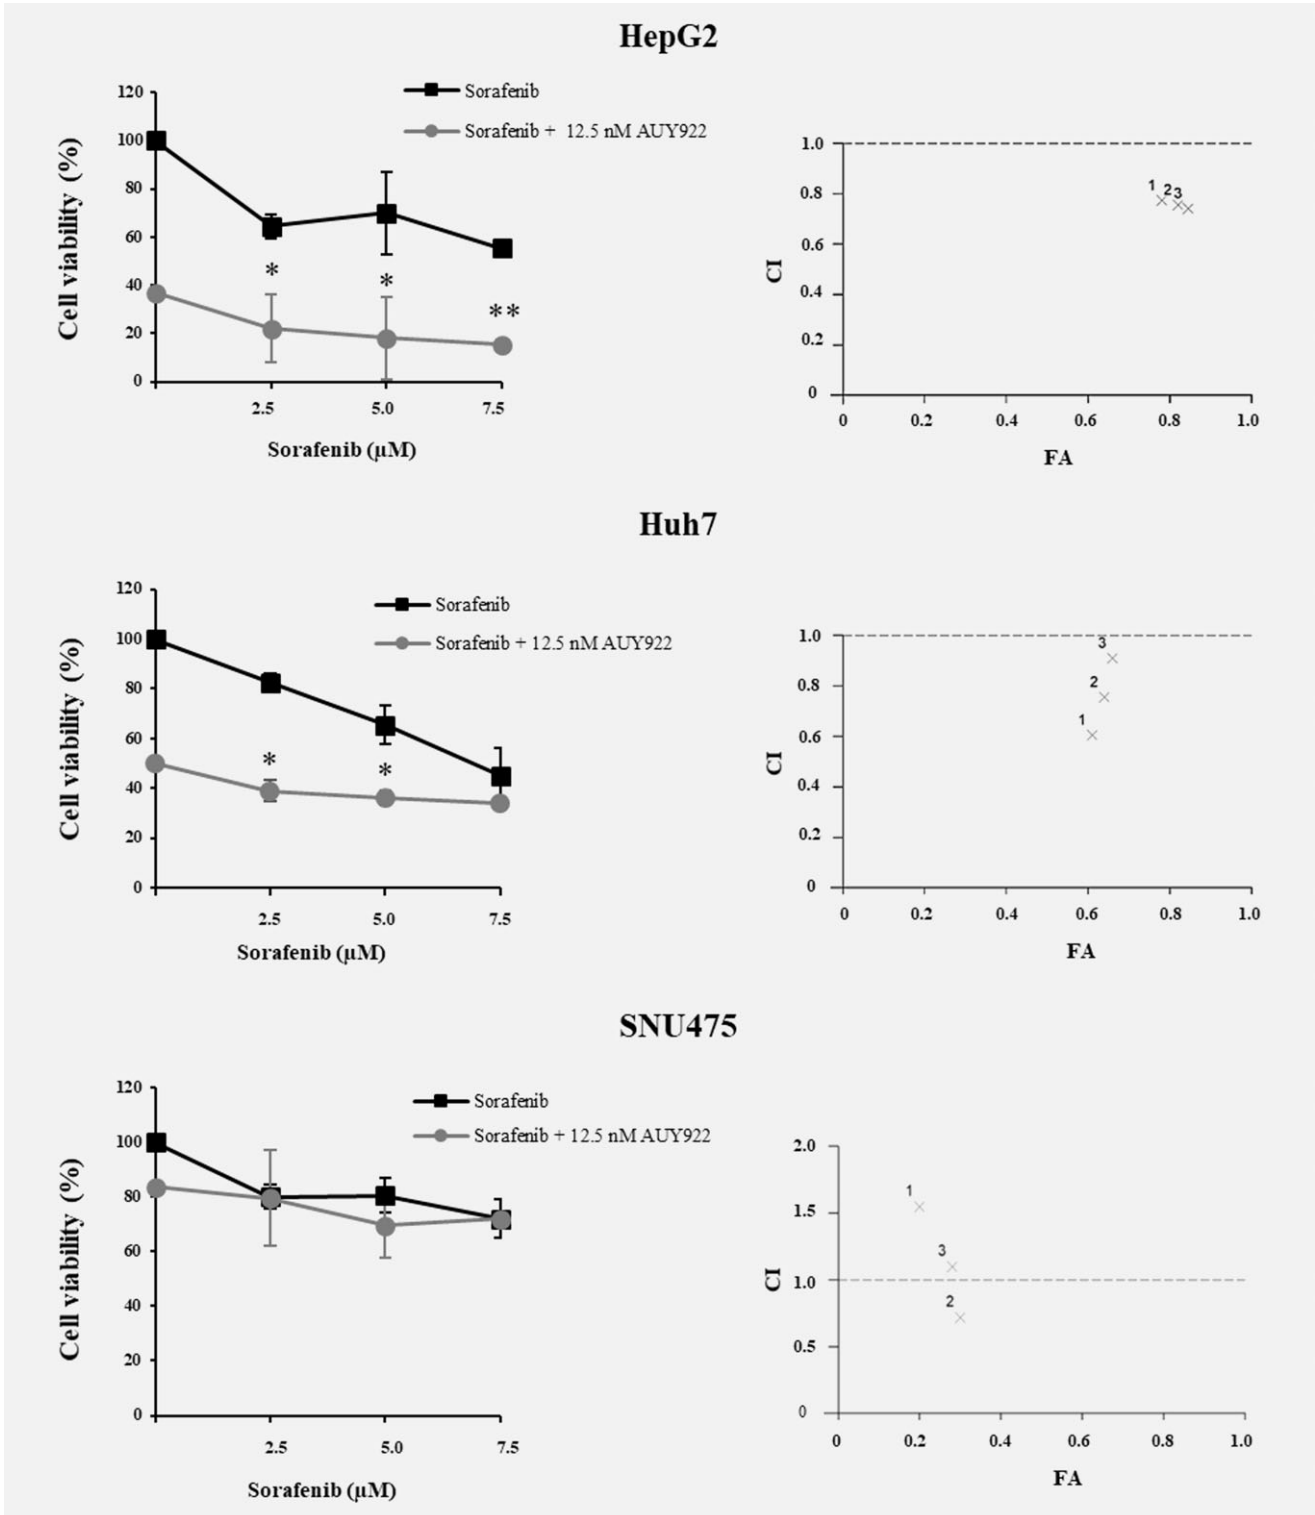 HepG2
Sorafenib
Sorafenib + 12.5 nM AUY922
Cell viability (%)
120
100
80
60
40
20
0
*
*
**
2.5 5.0 7.5
Sorafenib (µM)
CI
1.0
0.8
0.6
0.4
0.2
0
1 2 3
0 0.2 0.4 0.6 0.8 1.0
FA
Huh7
Sorafenib
Sorafenib + 12.5 nM AUY922
Cell viability (%)
120
100
80
60
40
20
0
*
*
2.5 5.0 7.5
Sorafenib (µM)
CI
1.0
0.8
0.6
0.4
0.2
0
3
2
1
0 0.2 0.4 0.6 0.8 1.0
FA
SNU475
Sorafenib
Sorafenib + 12.5 nM AUY922
Cell viability (%)
120
100
80
60
40
20
0
2.5 5.0 7.5
Sorafenib (µM)
CI
2.0
1.5
1.0
0.5
0
1
3
2
0 0.2 0.4 0.6 0.8 1.0
FA